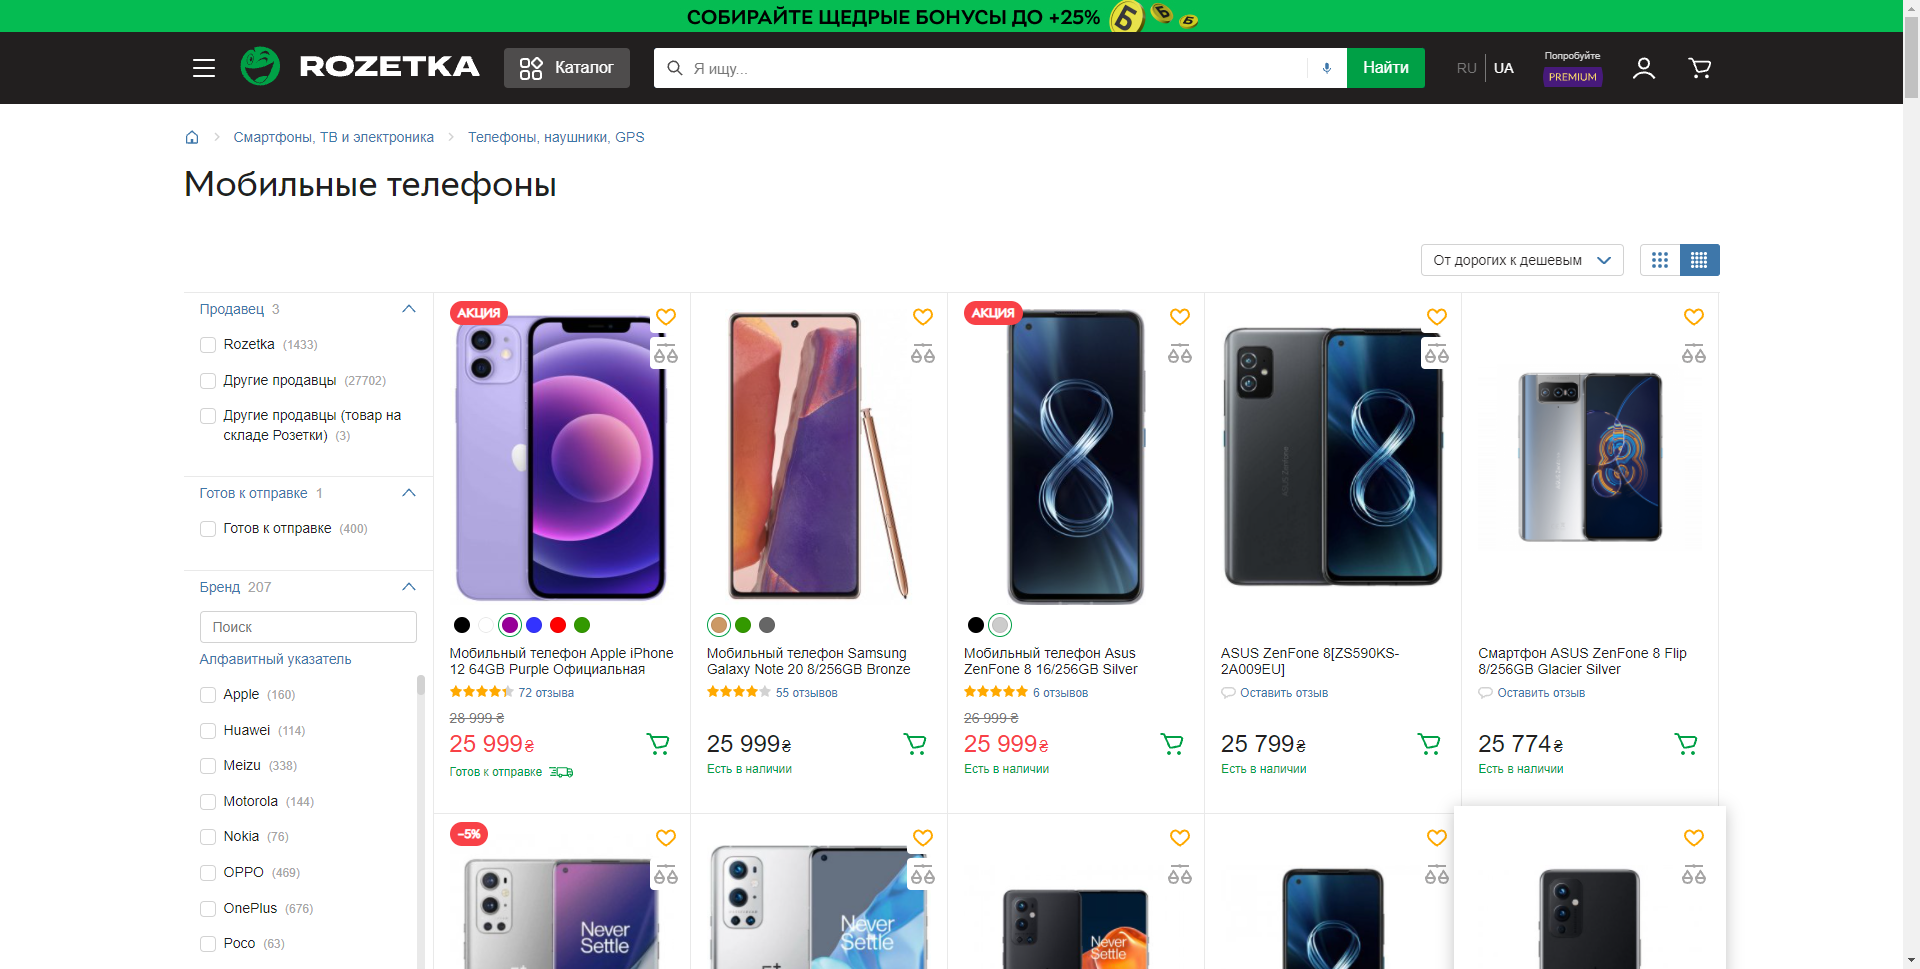 СОБИРАЙТЕ ЩЕДРЫЕ БОНУСЫ ДО +25%
ROZETKA
Каталог
Я ищу...
Найти
RU
UA
Попробуйте
PREMIUM
Смартфоны, ТВ и электроника
Телефоны, наушники, GPS
Мобильные телефоны
От дорогих к дешевым
Продавец 3
Rozetka (1433)
Другие продавцы (27702)
Другие продавцы (товар на
складе Розетки) (3)
Готов к отправке 1
Готов к отправке (400)
Бренд 207
Поиск
Алфавитный указатель
Apple (160)
Huawei (114)
Meizu (338)
Motorola (144)
Nokia (76)
OPPO (469)
OnePlus (676)
Poco (63)
АКЦИЯ
Мобильный телефон Apple iPhone
12 64GB Purple Официальная
72 отзыва
28 999 ₴
25 999₴
Готов к отправке
Мобильный телефон Samsung
Galaxy Note 20 8/256GB Bronze
55 отзывов
25 999₴
Есть в наличии
АКЦИЯ
Мобильный телефон Asus
ZenFone 8 16/256GB Silver
6 отзывов
26 999 ₴
25 999₴
Есть в наличии
ASUS ZenFone 8[ZS590KS-
2A009EU]
Оставить отзыв
25 799₴
Есть в наличии
Смартфон ASUS ZenFone 8 Flip
8/256GB Glacier Silver
Оставить отзыв
25 774₴
Есть в наличии
−5%
Never
Settle
Never
Settle
Never
Settle